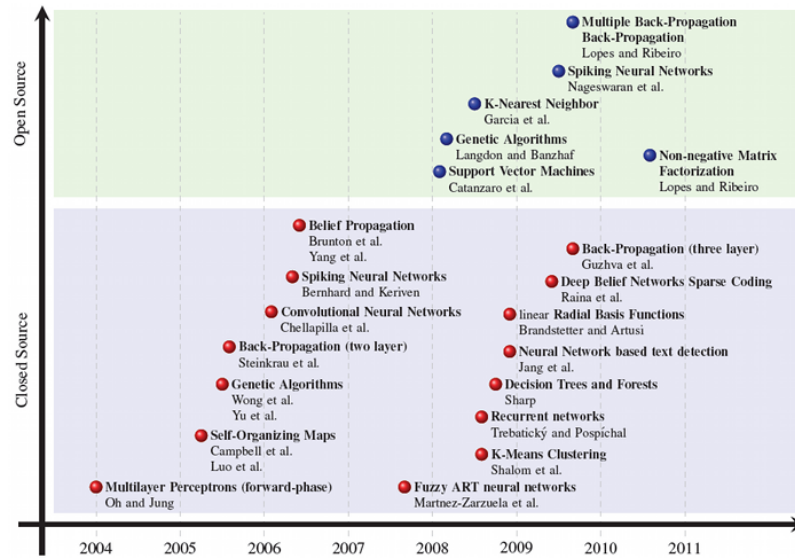 Open Source
Multiple Back-Propagation
Back-Propagation
Lopes and Ribeiro
Spiking Neural Networks
Nageswaran et al.
K-Nearest Neighbor
Garcia et al.
Genetic Algorithms
Langdon and Banzhaf
Support Vector Machines
Catanzaro et al.
Non-negative Matrix
Factorization
Lopes and Ribeiro
Closed Source
Belief Propagation
Brunton et al.
Yang et al.
Spiking Neural Networks
Bernhard and Keriven
Convolutional Neural Networks
Chellapilla et al.
Back-Propagation (two layer)
Steinkrau et al.
Genetic Algorithms
Wong et al.
Yu et al.
Self-Organizing Maps
Campbell et al.
Luo et al.
Multilayer Perceptrons (forward-phase)
Oh and Jung
Back-Propagation (three layer)
Guzhva et al.
Deep Belief Networks Sparse Coding
Raina et al.
linear Radial Basis Functions
Brandstetter and Artusi
Neural Network based text detection
Jang et al.
Decision Trees and Forests
Sharp
Recurrent networks
Trebatický and Pospíchal
K-Means Clustering
Shalom et al.
Fuzzy ART neural networks
Martnez-Zarzuela et al.
2004 2005 2006 2007 2008 2009 2010 2011